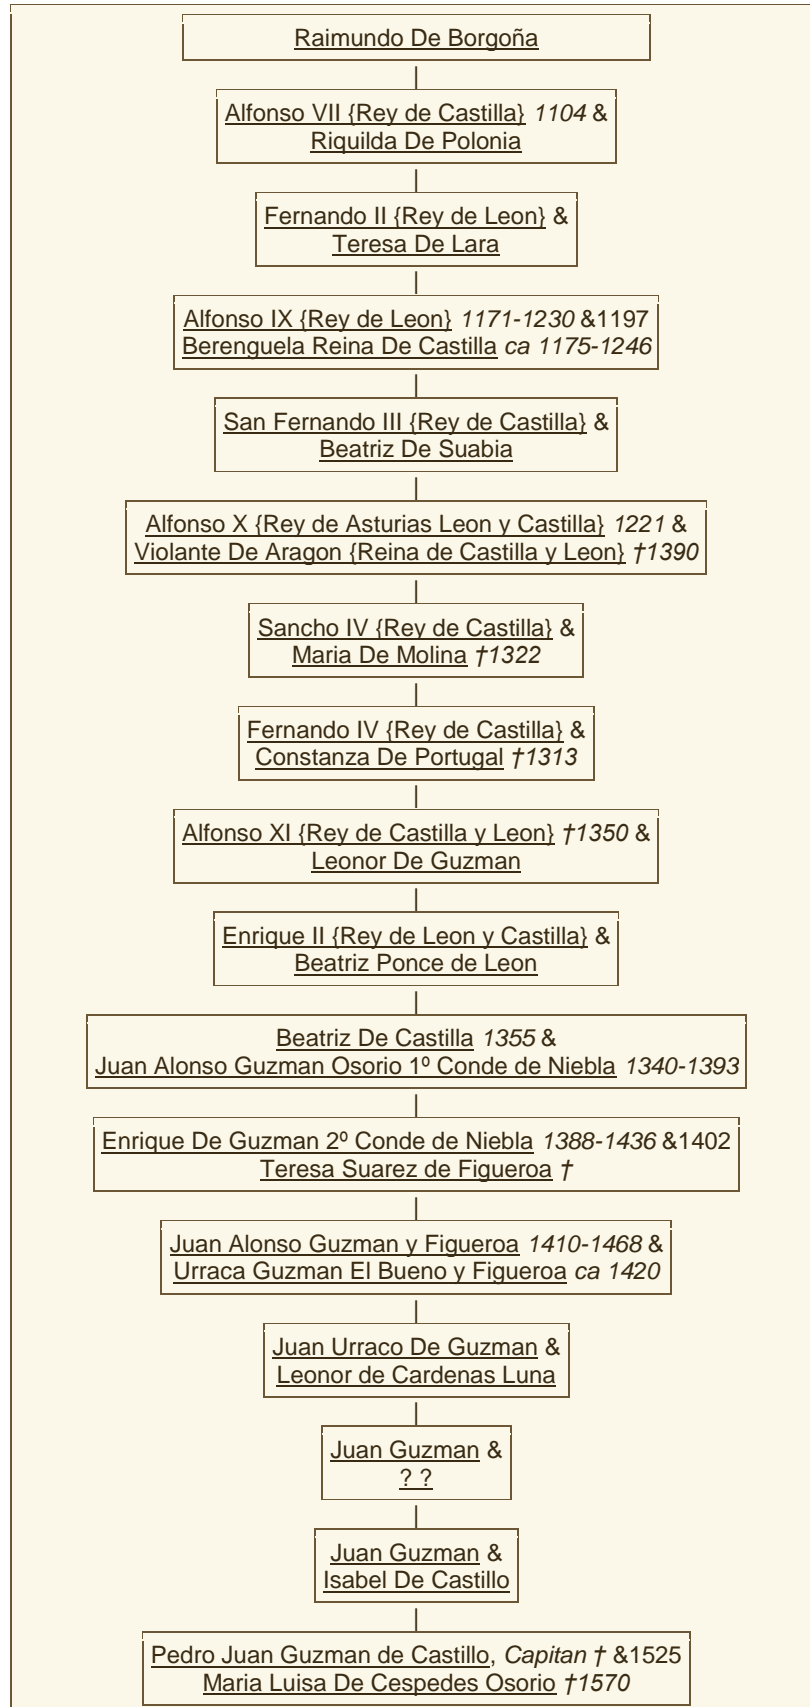 Raimundo De Borgoña
Alfonso VII {Rey de Castilla} 1104 &
Riquilda De Polonia
Fernando II {Rey de Leon} &
Teresa De Lara
Alfonso IX {Rey de Leon} 1171-1230 &1197
Berenguela Reina De Castilla ca 1175-1246
San Fernando III {Rey de Castilla} &
Beatriz De Suabia
Alfonso X {Rey de Asturias Leon y Castilla} 1221 &
Violante De Aragon {Reina de Castilla y Leon} †1390
Sancho IV {Rey de Castilla} &
Maria De Molina †1322
Fernando IV {Rey de Castilla} &
Constanza De Portugal †1313
Alfonso XI {Rey de Castilla y Leon} †1350 &
Leonor De Guzman
Enrique II {Rey de Leon y Castilla} &
Beatriz Ponce de Leon
Beatriz De Castilla 1355 &
Juan Alonso Guzman Osorio 1º Conde de Niebla 1340-1393
Enrique De Guzman 2º Conde de Niebla 1388-1436 &1402
Teresa Suarez de Figueroa †
Juan Alonso Guzman y Figueroa 1410-1468 &
Urraca Guzman El Bueno y Figueroa ca 1420
Juan Urraco De Guzman &
Leonor de Cardenas Luna
Juan Guzman &
? ?
Juan Guzman &
Isabel De Castillo
Pedro Juan Guzman de Castillo, Capitan † &1525
Maria Luisa De Cespedes Osorio †1570